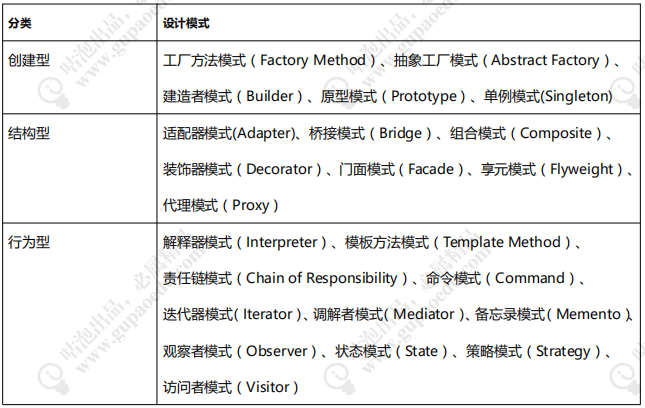 分类 设计模式
创建型 工厂方法模式（Factory Method）、抽象工厂模式（Abstract Factory）、
建造者模式（Builder）、原型模式（Prototype）、单例模式(Singleton)
结构型 适配器模式(Adapter)、桥接模式（Bridge）、组合模式（Composite）、
装饰器模式（Decorator）、门面模式（Facade）、享元模式（Flyweight）、
代理模式（Proxy）
行为型 解释器模式（Interpreter）、模板方法模式（Template Method）、
责任链模式（Chain of Responsibility）、命令模式（Command）、
迭代器模式（Iterator）、调解者模式（Mediator）、备忘录模式（Memento）、
观察者模式（Observer）、状态模式（State）、策略模式（Strategy）、
访问者模式（Visitor）